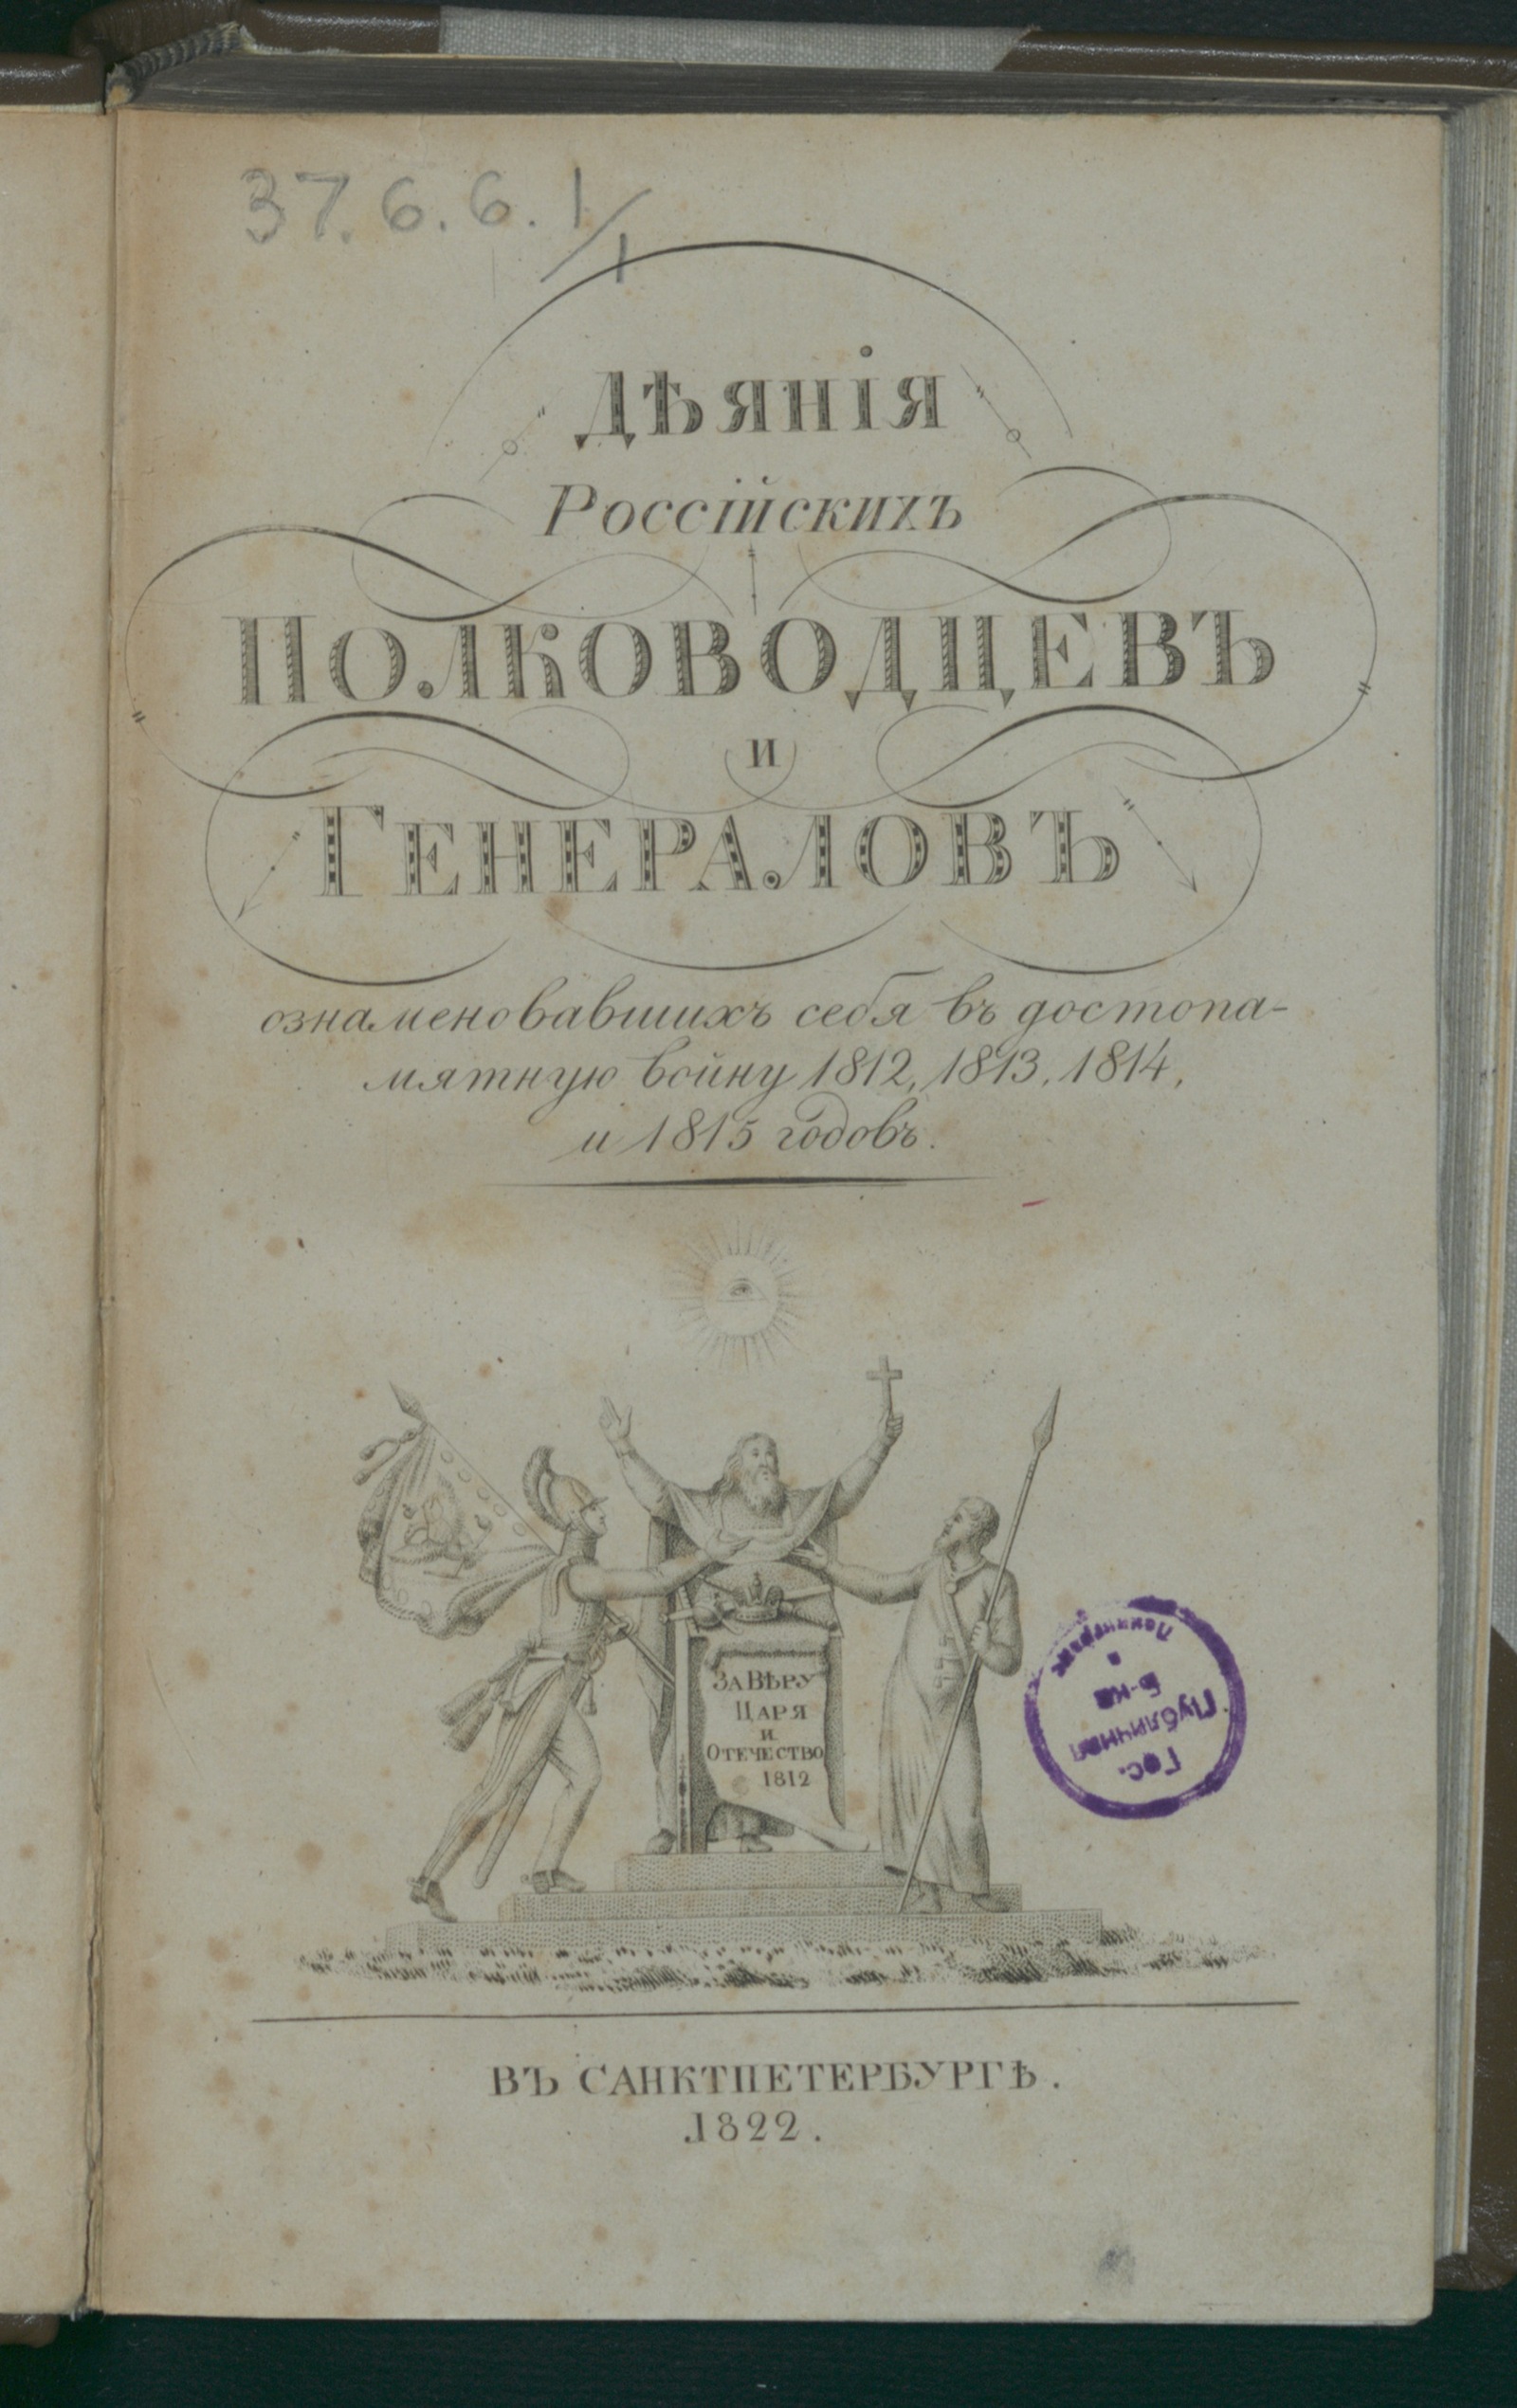 37.6.6.1/1
Дѣянія
Россійскихъ
Полководцевъ
и
Генераловъ
ознаменовавшихъ себя въ достопа-
мятную войну 1812, 1813, 1814,
и 1815 годовъ.
За Вѣру
Царя
и
Отечество
1812
Гос.
Публичная
Б-ка
в
Ленинграде
ВЪ САНКТПЕТЕРБУРГѢ.
1822.